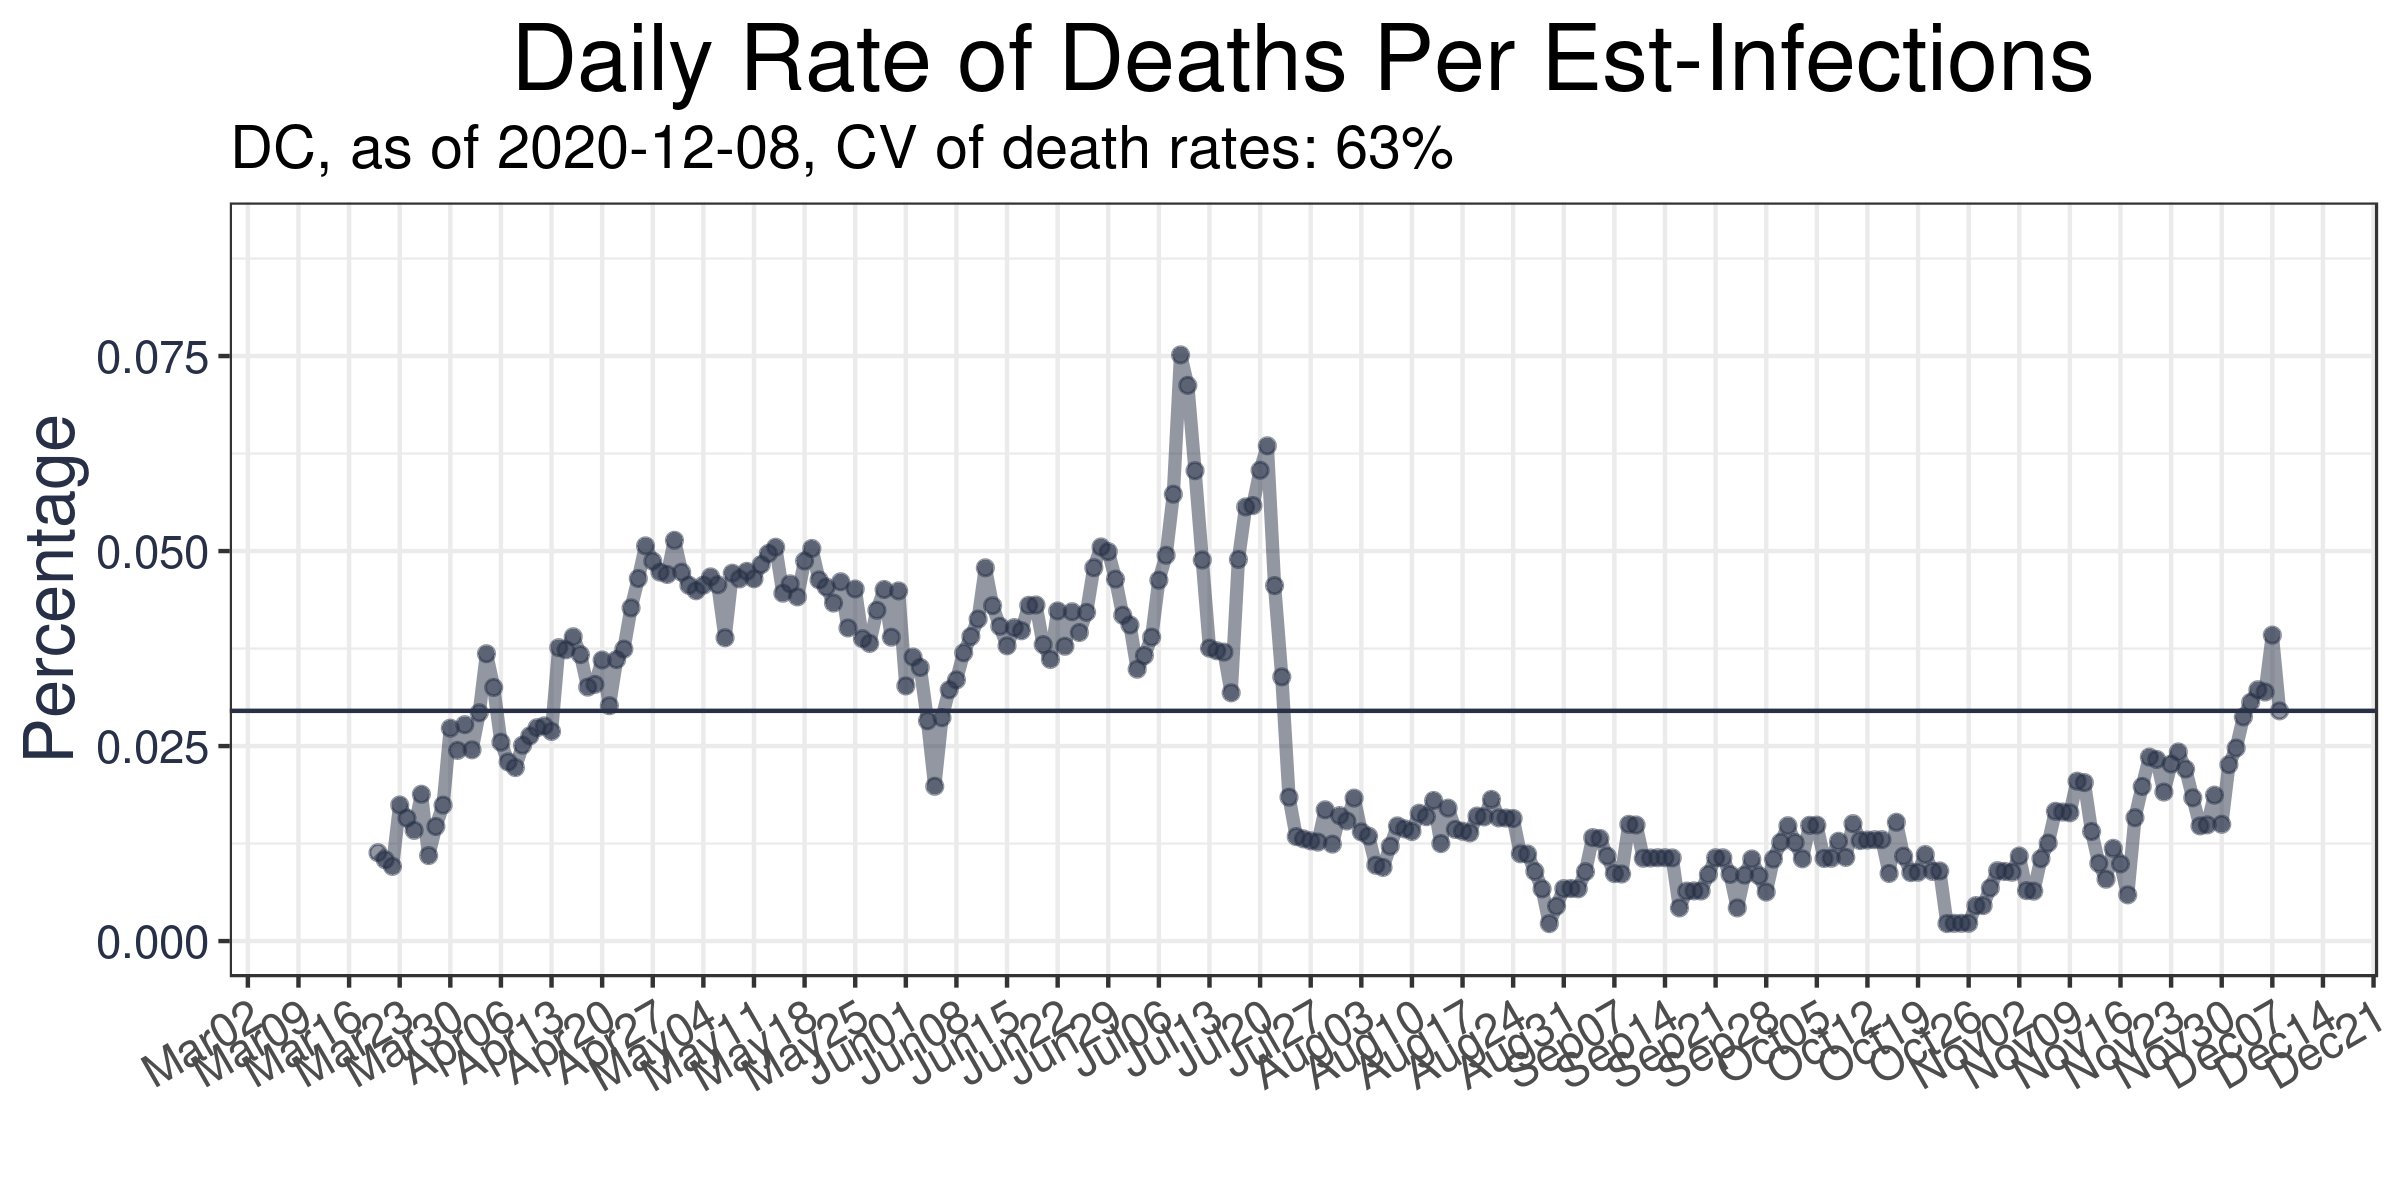 Daily Rate of Deaths Per Est-Infections
DC, as of 2020-12-08, CV of death rates: 63%
Percentage
0.075
0.050
0.025
0.000
Mar02
Mar09
Mar16
Mar23
Mar30
Apr06
Apr13
Apr20
Apr27
May04
May11
May18
May25
Jun01
Jun08
Jun15
Jun22
Jun29
Jul06
Jul13
Jul20
Jul27
Aug03
Aug10
Aug17
Aug24
Aug31
Sep07
Sep14
Sep21
Sep28
Oct05
Oct12
Oct19
Oct26
Nov02
Nov09
Nov16
Nov23
Nov30
Dec07
Dec14
Dec21